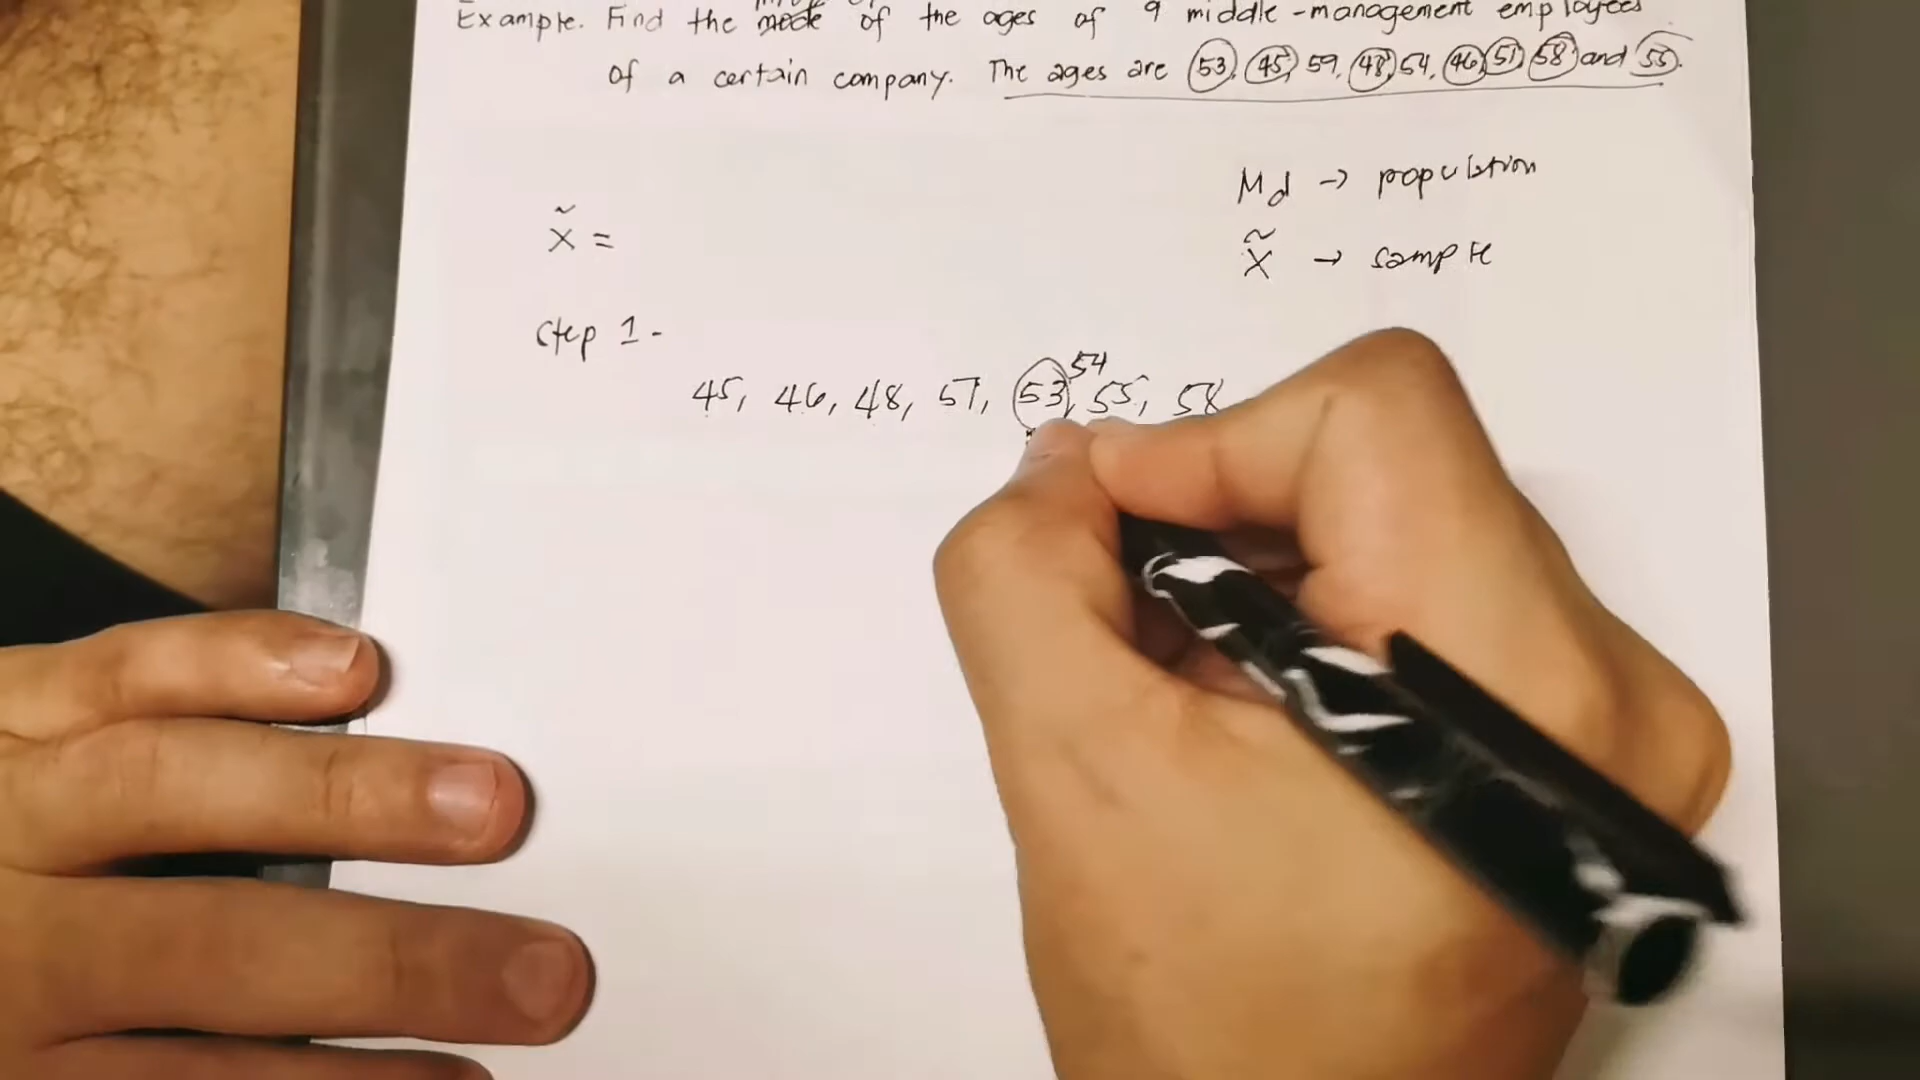 Example. Find the mode of the ages of 9 middle-management employees
of a certain company. The ages are 53, 45, 59, 48, 54, 46, 51, 58 and 55.
Md → population
x̃ =
x̃ → sample
Step 1 -
54
45, 46, 48, 51, 53, 55, 58